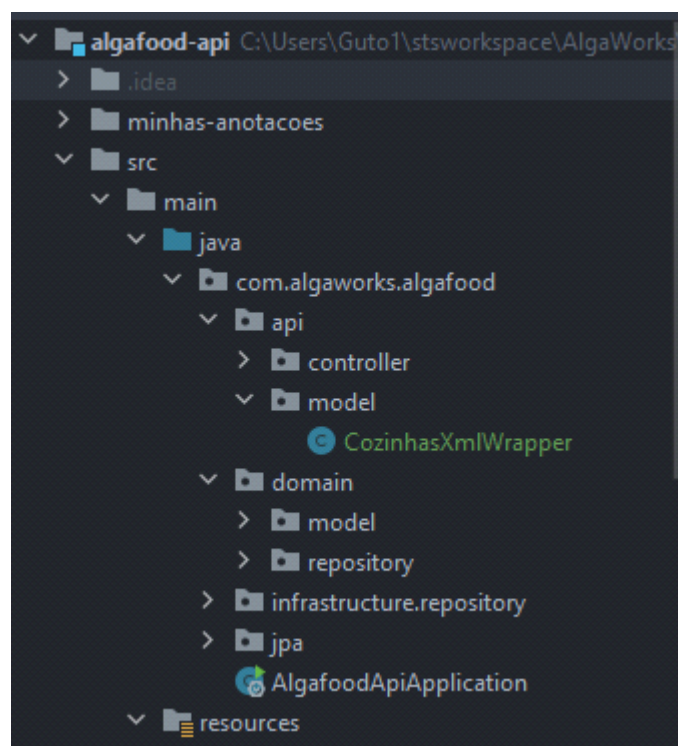 algafood-api C:\Users\Guto1\stsworkspace\AlgaWorks
.idea
minhas-anotacoes
src
main
java
com.algaworks.algafood
api
controller
model
CozinhasXmlWrapper
domain
model
repository
infrastructure.repository
jpa
AlgafoodApiApplication
resources